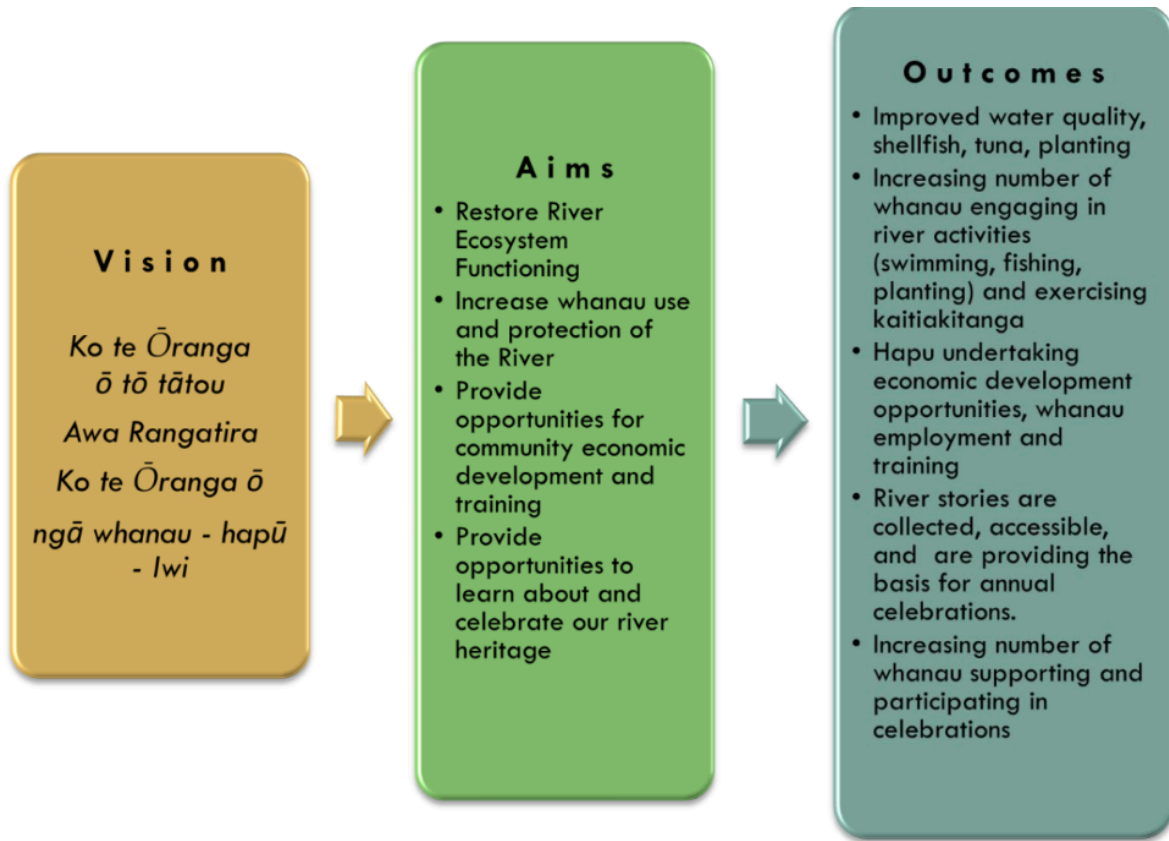 Vision
Ko te Ōranga
ō tō tātou
Awa Rangatira
Ko te Ōranga ō
ngā whanau - hapū
- Iwi
Aims
• Restore River
Ecosystem
Functioning
• Increase whanau use
and protection of
the River
• Provide
opportunities for
community economic
development and
training
• Provide
opportunities to
learn about and
celebrate our river
heritage
Outcomes
• Improved water quality,
shellfish, tuna, planting
• Increasing number of
whanau engaging in
river activities
(swimming, fishing,
planting) and exercising
kaitiakitanga
• Hapu undertaking
economic development
opportunities, whanau
employment and
training
• River stories are
collected, accessible,
and are providing the
basis for annual
celebrations.
• Increasing number of
whanau supporting and
participating in
celebrations